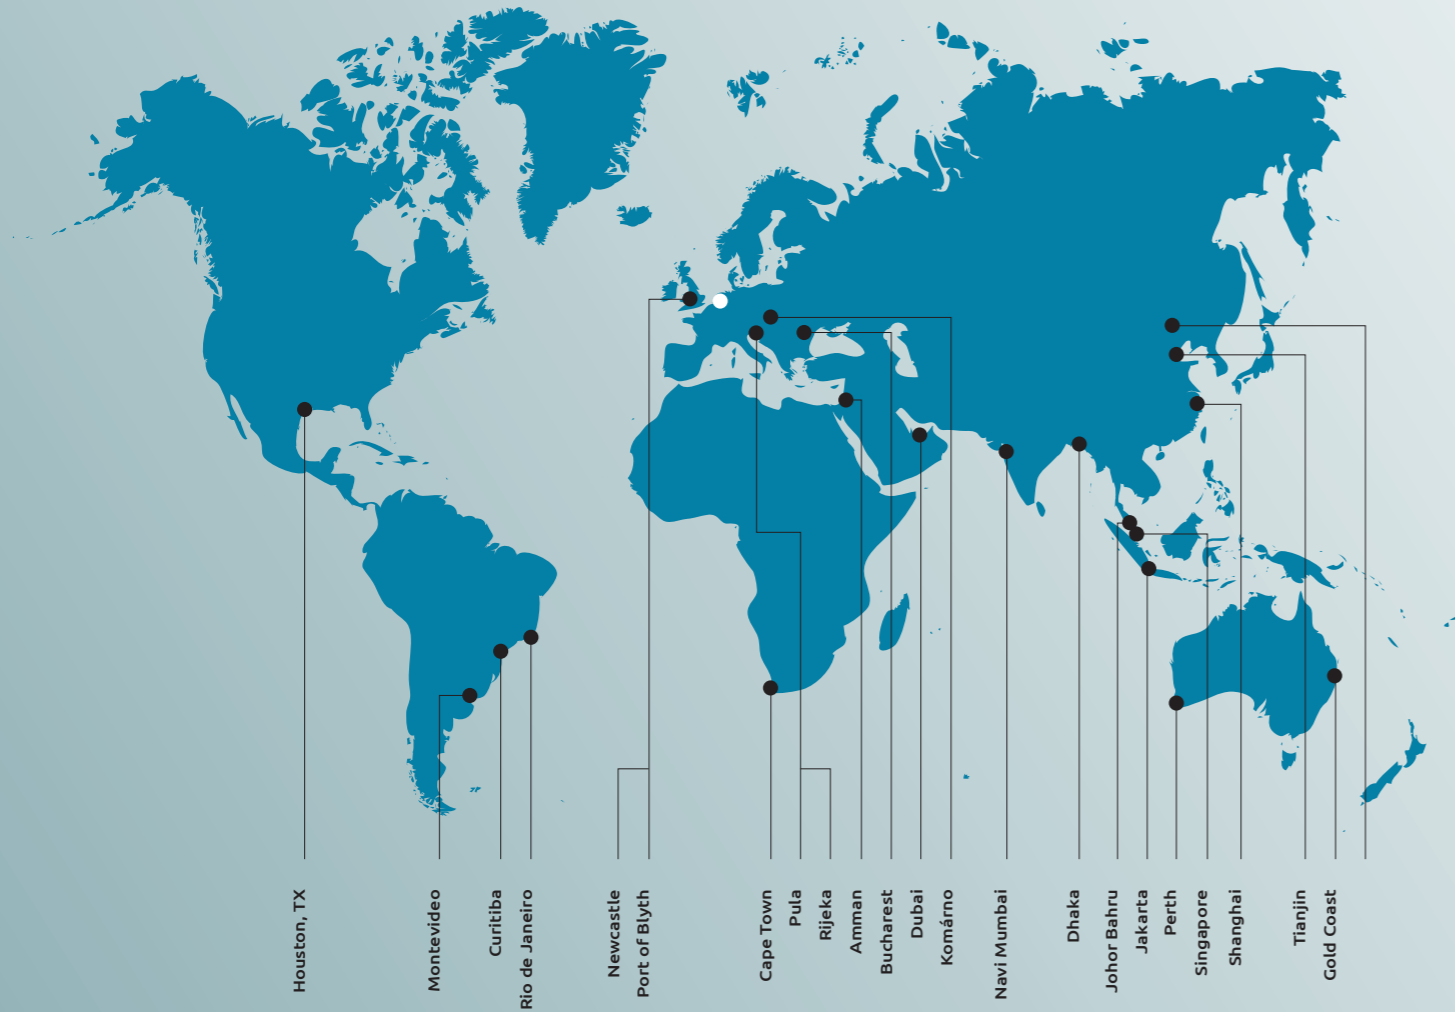 Houston, TX
Montevideo
Curitiba
Rio de Janeiro
Newcastle
Port of Blyth
Cape Town
Pula
Rijeka
Amman
Bucharest
Dubai
Komárno
Navi Mumbai
Dhaka
Johor Bahru
Jakarta
Perth
Singapore
Shanghai
Tianjin
Gold Coast